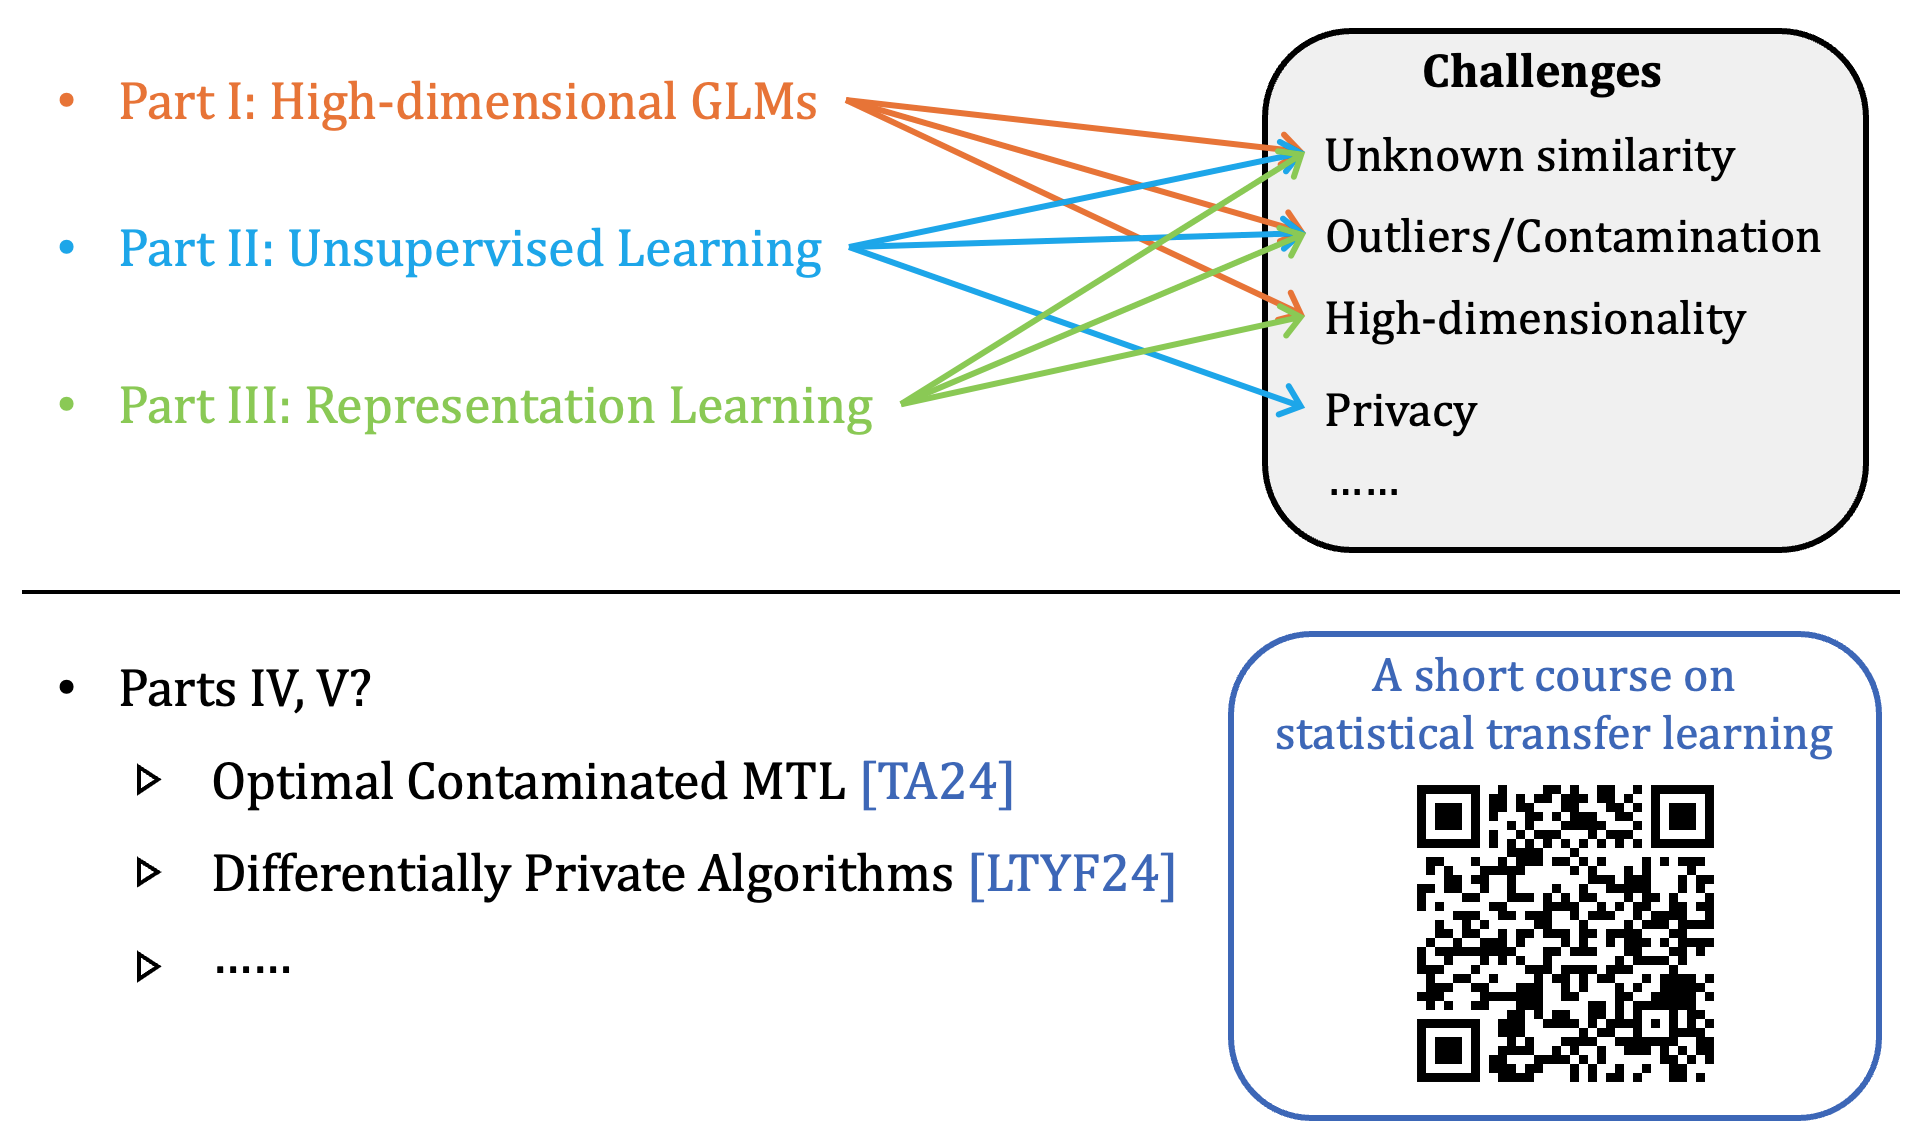 • Part I: High-dimensional GLMs
• Part II: Unsupervised Learning
• Part III: Representation Learning
Challenges
Unknown similarity
Outliers/Contamination
High-dimensionality
Privacy
……
• Parts IV, V?
Optimal Contaminated MTL [TA24]
Differentially Private Algorithms [LTYF24]
……
A short course on
statistical transfer learning